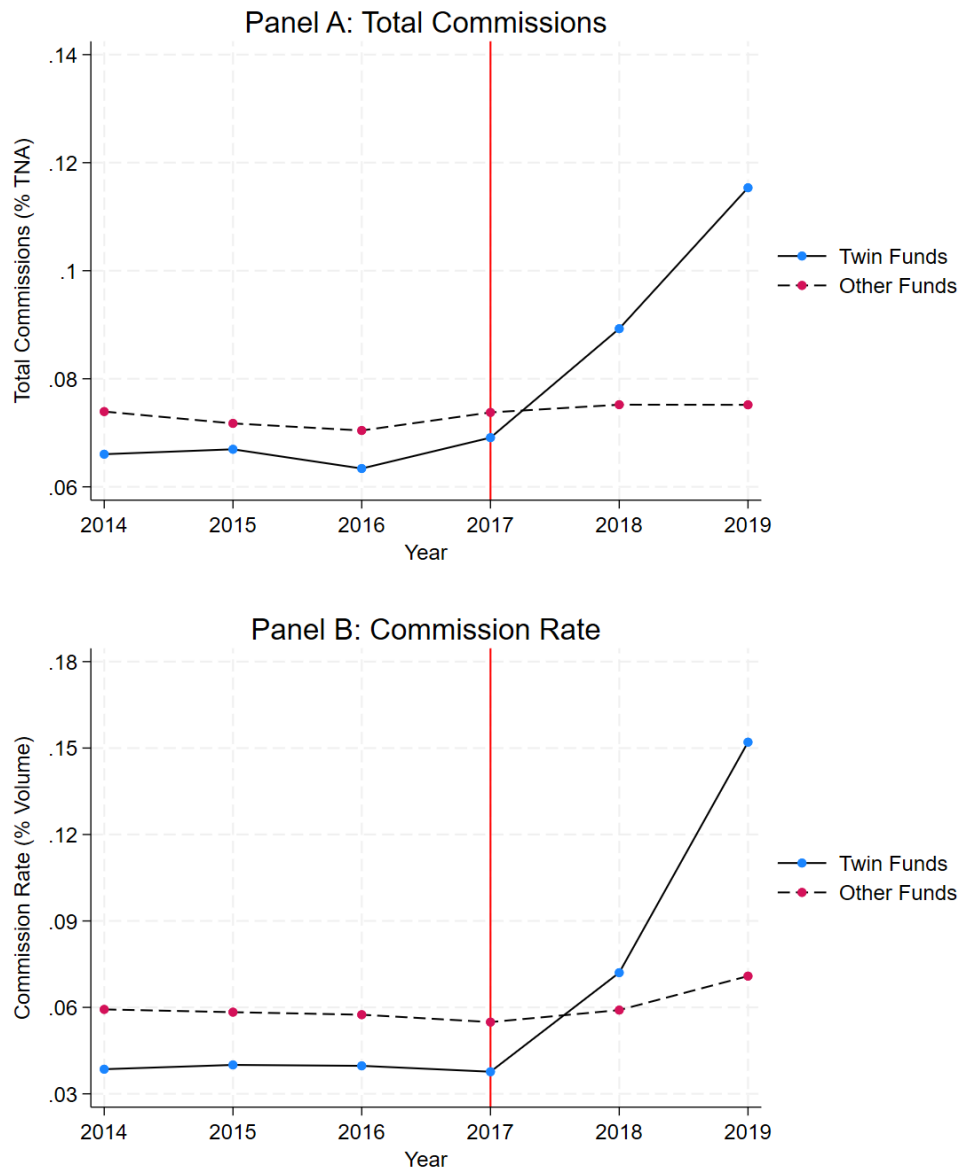 Panel A: Total Commissions
Total Commissions (% TNA)
.14
.12
.1
.08
.06
2014 2015 2016 2017 2018 2019
Year
Twin Funds
Other Funds
Panel B: Commission Rate
Commission Rate (% Volume)
.18
.15
.12
.09
.06
.03
2014 2015 2016 2017 2018 2019
Year
Twin Funds
Other Funds